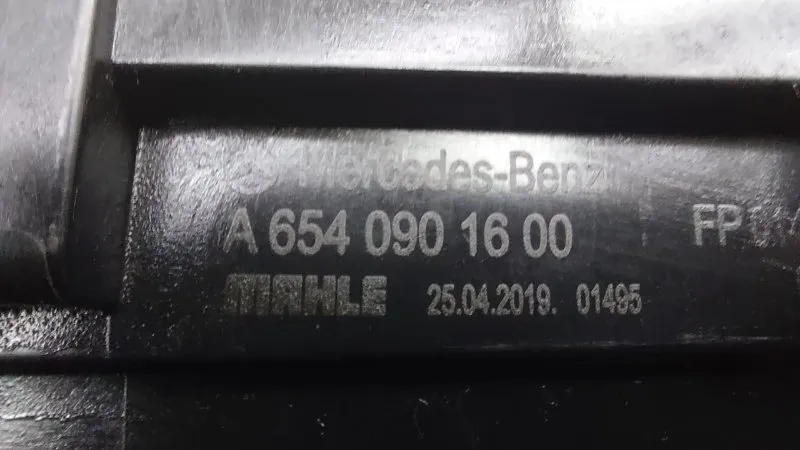 Mercedes-Benz
A 654 090 16 00
FP
MAHLE 25.04.2019. 01495